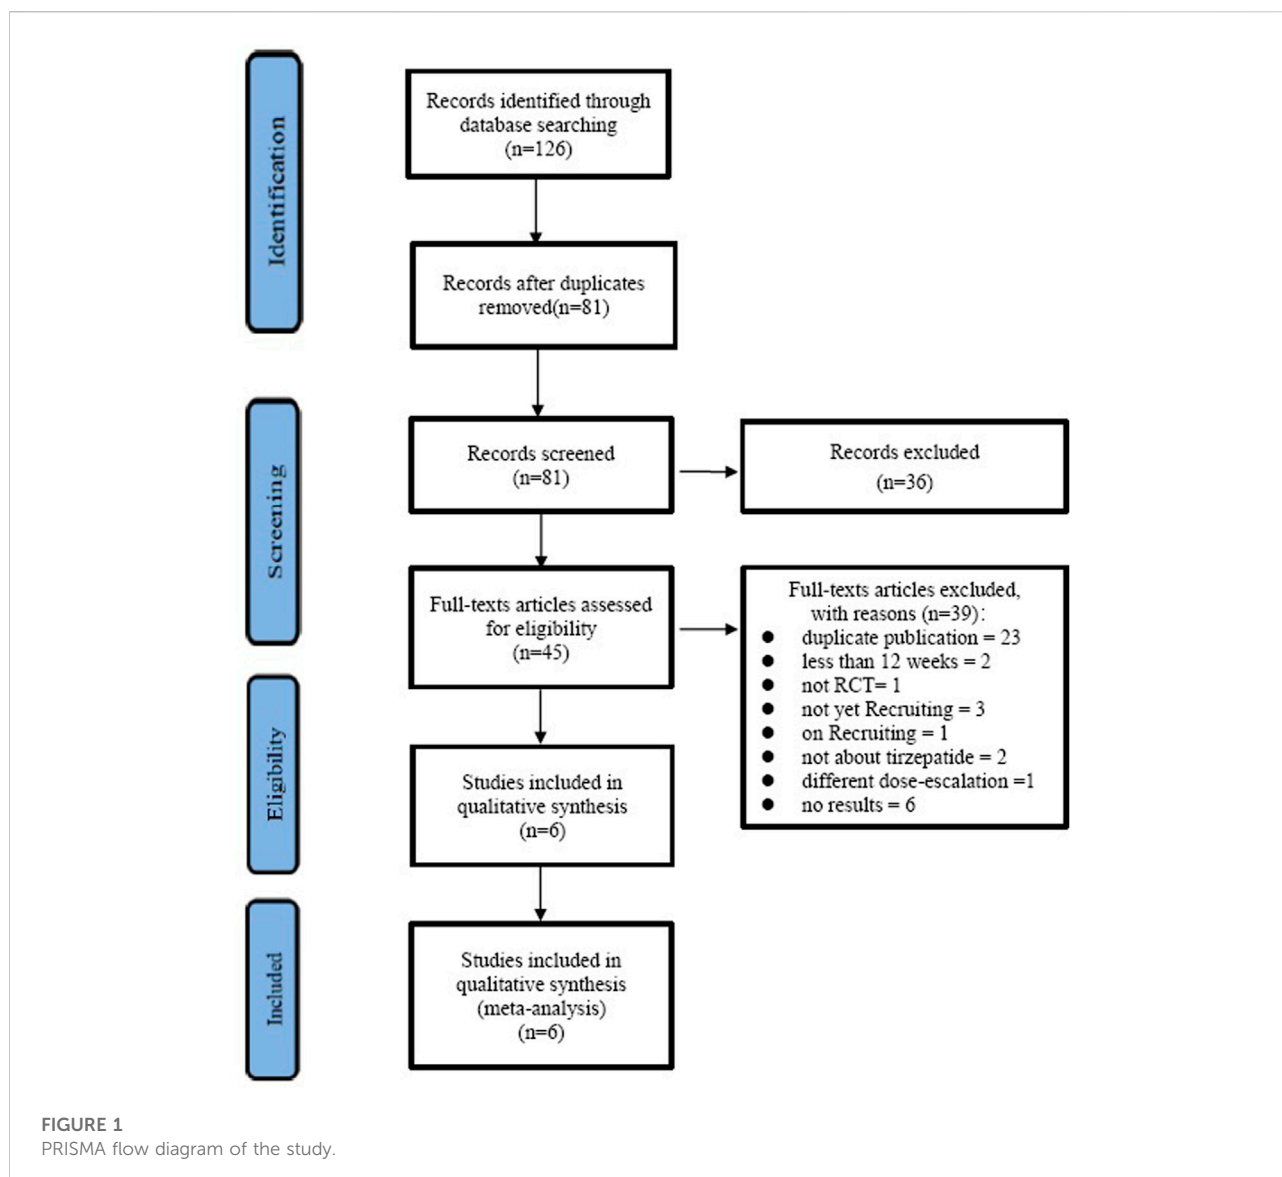 Identification
Records identified through
database searching
(n=126)
Records after duplicates
removed(n=81)
Screening
Records screened
(n=81)
Records excluded
(n=36)
Full-texts articles assessed
for eligibility
(n=45)
Full-texts articles excluded,
with reasons (n=39):
● duplicate publication = 23
● less than 12 weeks = 2
● not RCT= 1
● not yet Recruiting = 3
● on Recruiting = 1
● not about tirzepatide = 2
● different dose-escalation =1
● no results = 6
Eligibility
Studies included in
qualitative synthesis
(n=6)
Included
Studies included in
qualitative synthesis
(meta-analysis)
(n=6)
FIGURE 1
PRISMA flow diagram of the study.